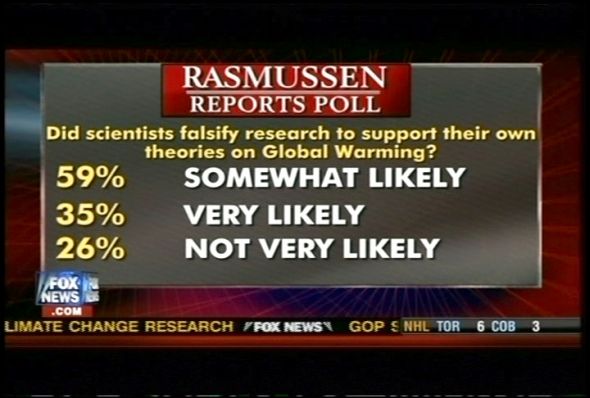 RASMUSSEN
REPORTS POLL
Did scientists falsify research to support their own
theories on Global Warming?
59% SOMEWHAT LIKELY
35% VERY LIKELY
26% NOT VERY LIKELY
FOX
NEWS
.COM
LIMATE CHANGE RESEARCH FOX NEWS GOP S NHL TOR 6 COB 3